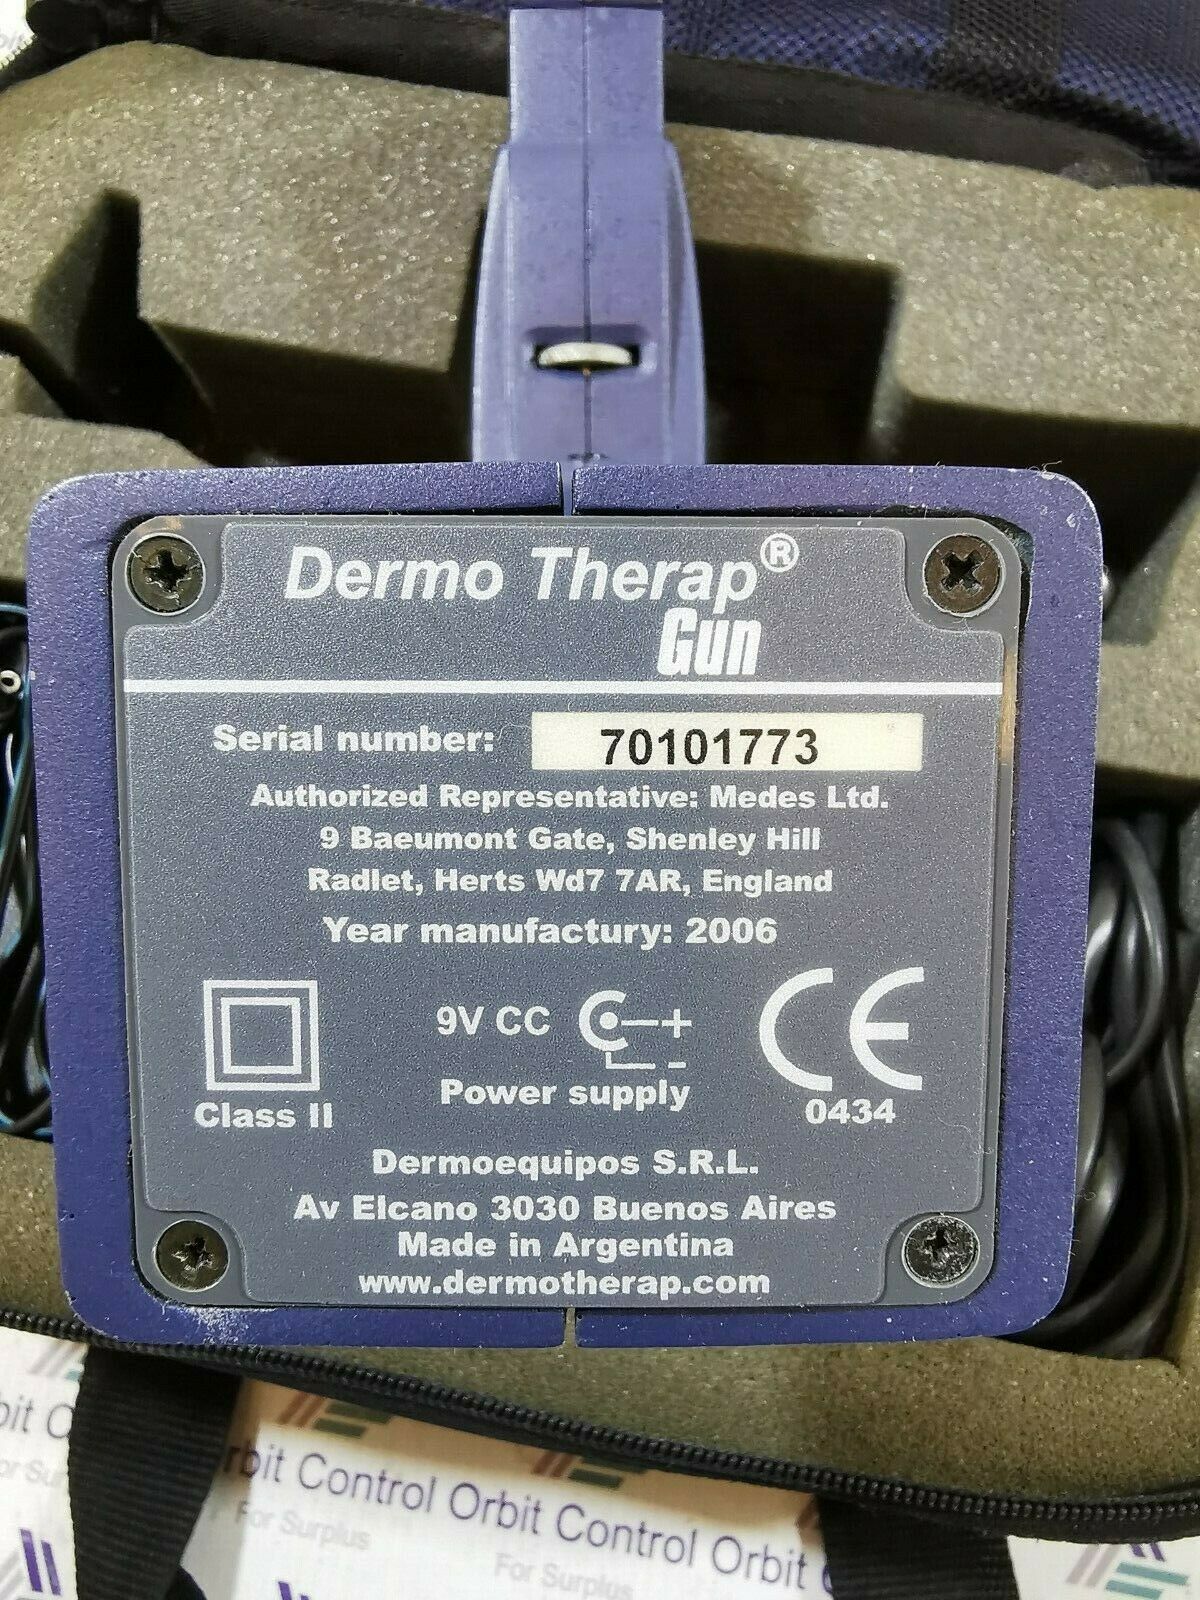 Dermo Therap®
Gun
Serial number: 70101773
Authorized Representative: Medes Ltd.
9 Baeumont Gate, Shenley Hill
Radlet, Herts Wd7 7AR, England
Year manufactury: 2006
9V CC + -
Class II
Power supply
CE
0434
Dermoequipos S.R.L.
Av Elcano 3030 Buenos Aires
Made in Argentina
www.dermotherap.com
Orbit Control Orbit Control Orbit
For Surplus
For Surplus